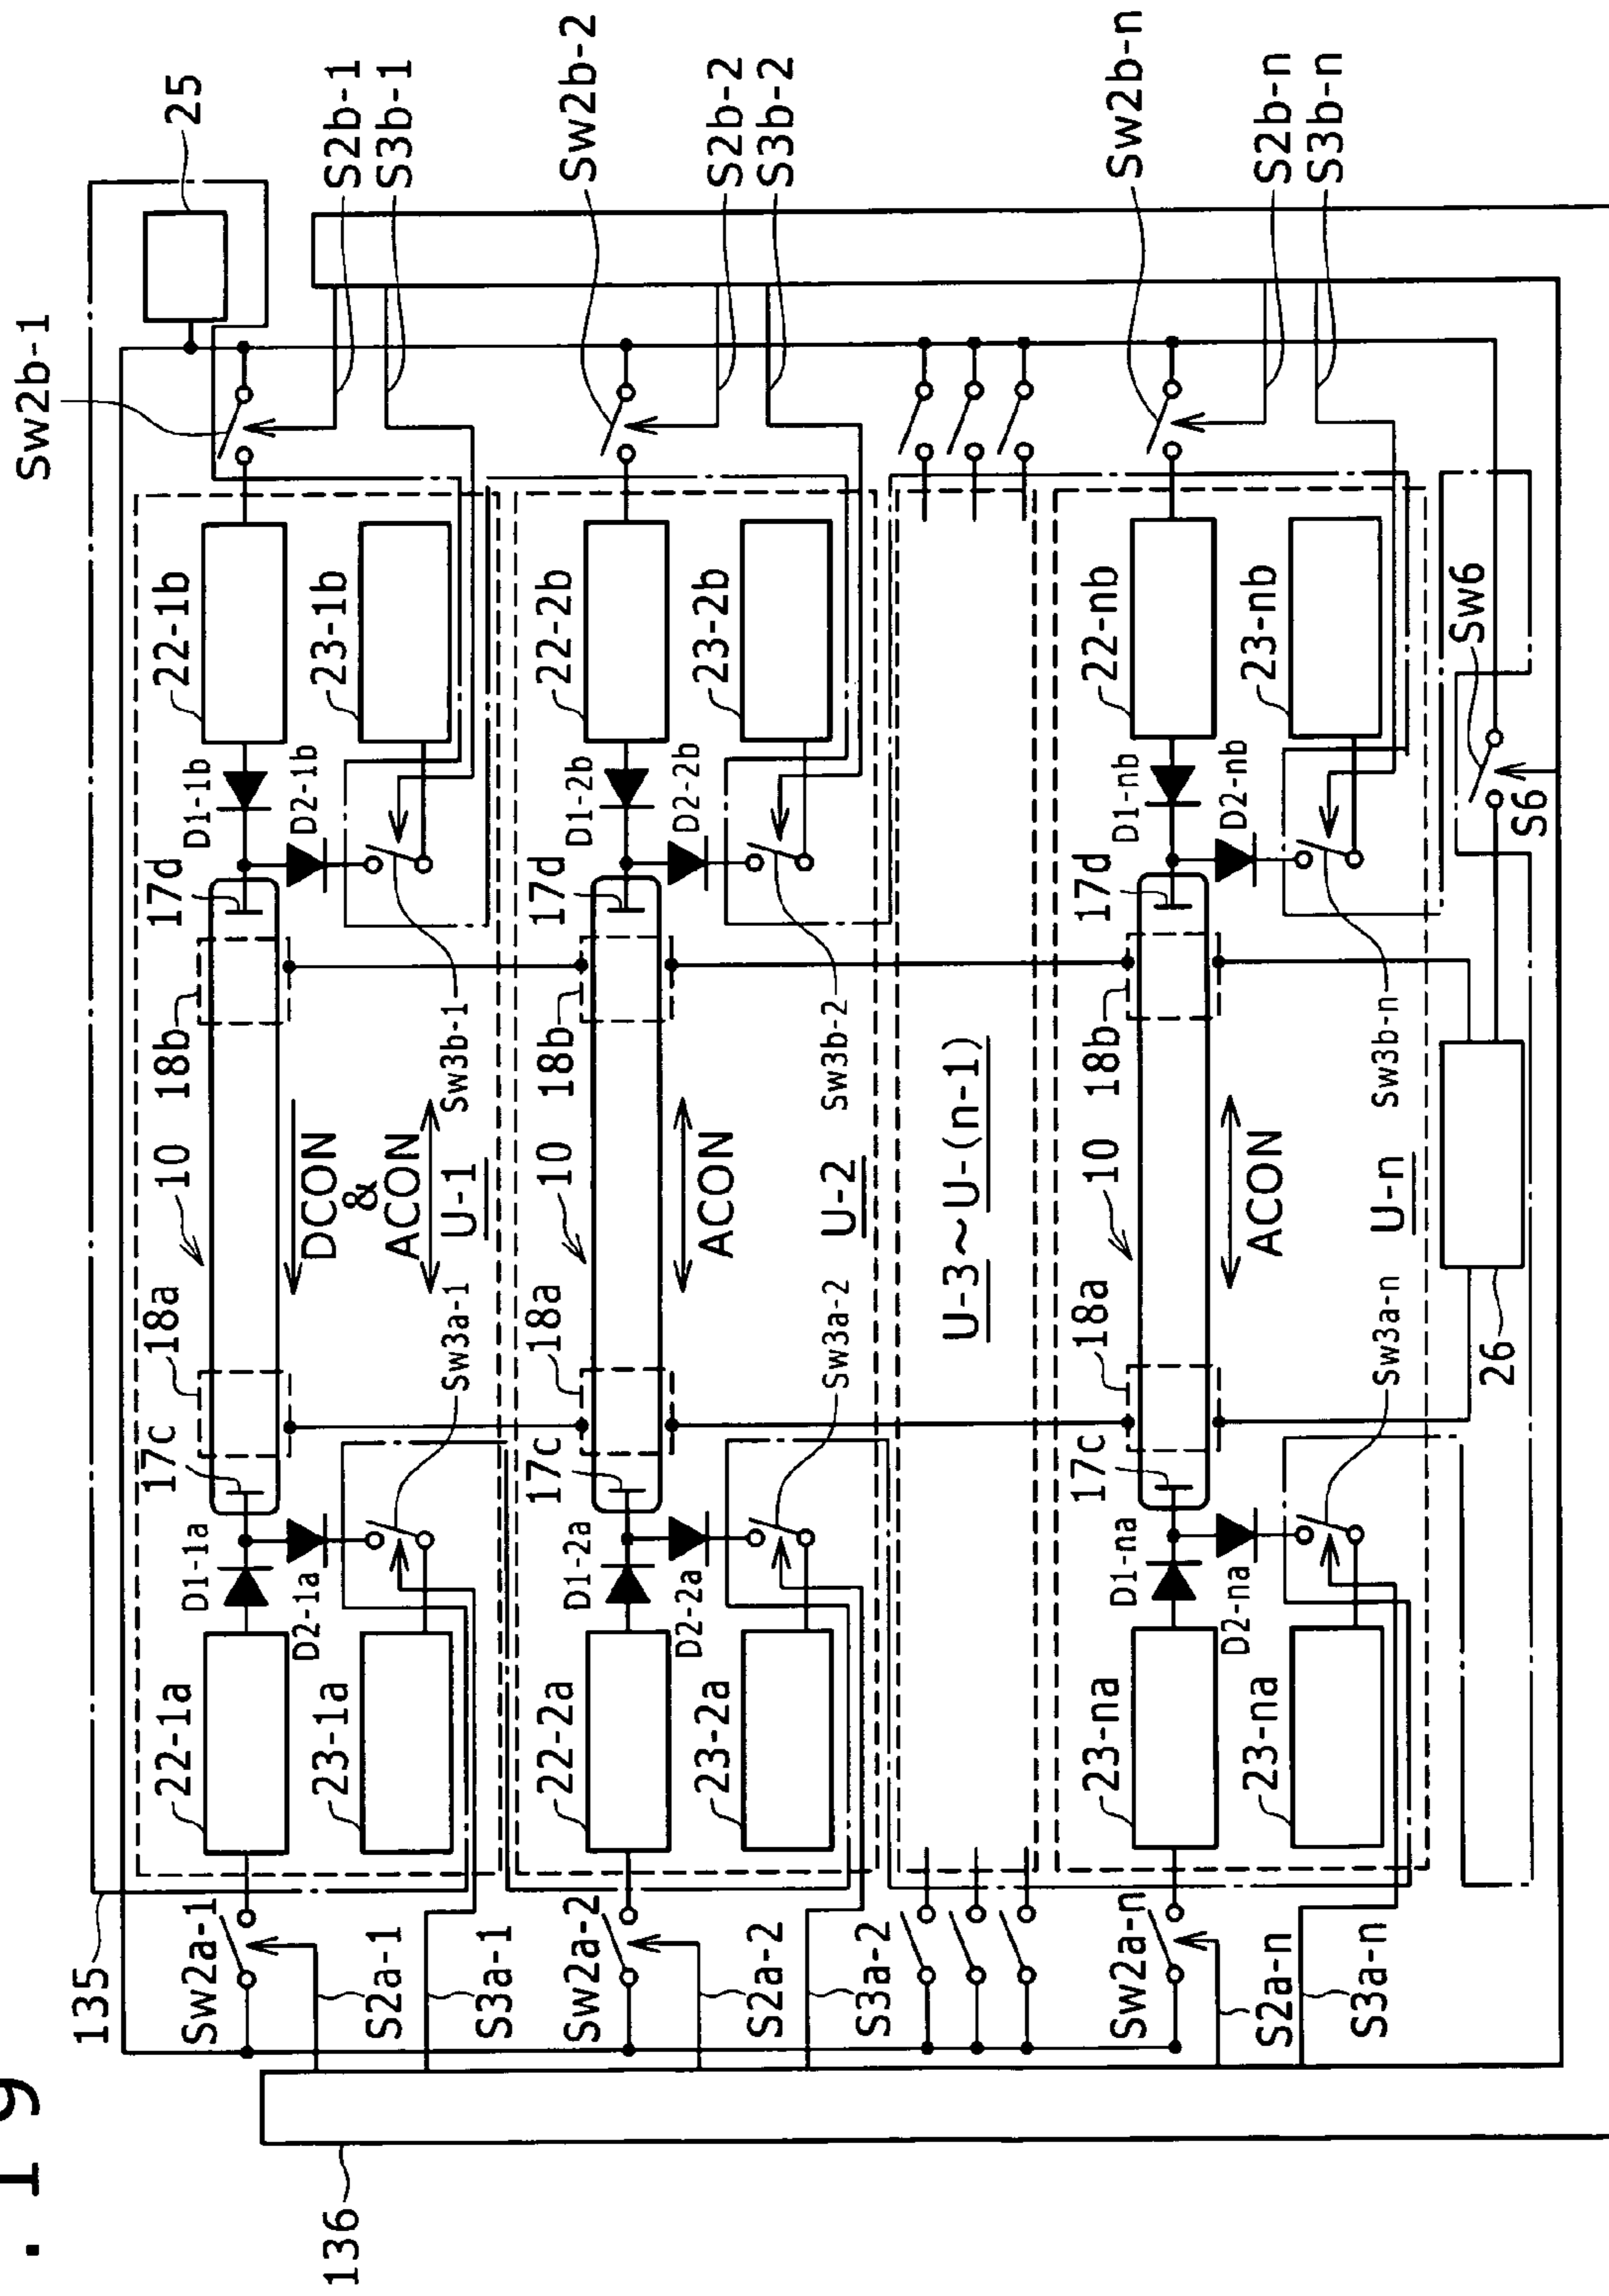 . 1 9
135
136
25
Sw2b-1
S2b-1
S3b-1
Sw2b-2
S2b-2
S3b-2
Sw2b-n
S2b-n
S3b-n
22-1a
D1-1a
17c
18a
10
18b
17d
D1-1b
22-1b
23-1a
D2-1a
DCON
&
ACON
U-1
D2-1b
23-1b
Sw3a-1
Sw3b-1
Sw2a-1
S2a-1
S3a-1
22-2a
D1-2a
17c
18a
10
18b
17d
D1-2b
22-2b
23-2a
D2-2a
ACON
U-2
D2-2b
23-2b
Sw3a-2
Sw3b-2
Sw2a-2
S2a-2
S3a-2
U-3~U-(n-1)
23-na
D1-na
17c
18a
10
18b
17d
D1-nb
22-nb
23-na
D2-na
ACON
U-n
D2-nb
23-nb
Sw3a-n
Sw3b-n
Sw2a-n
S2a-n
S3a-n
26
S6
Sw6